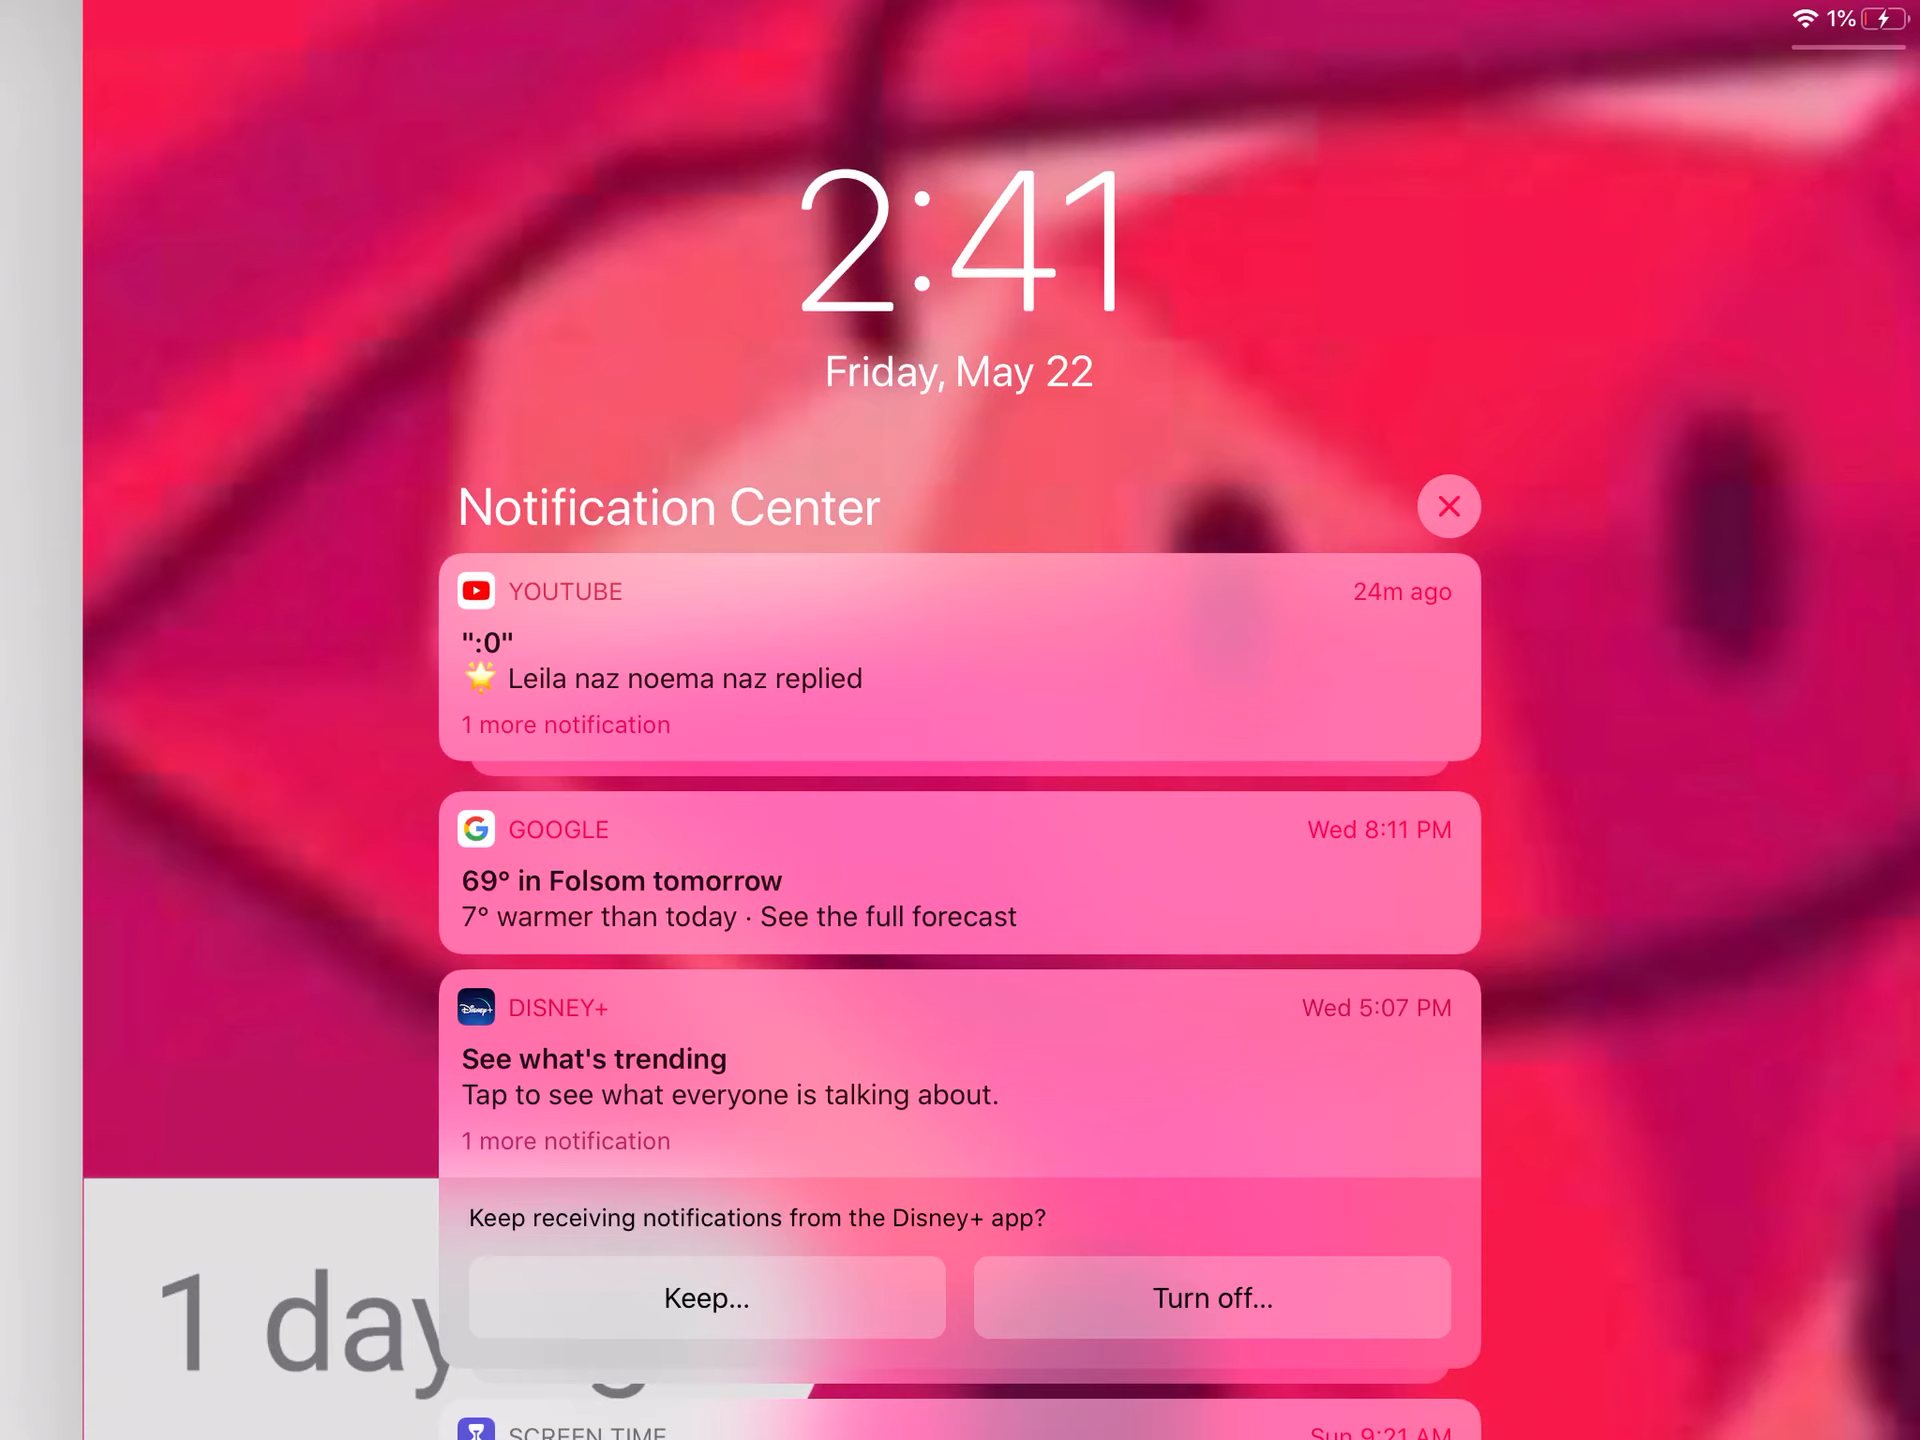 1%
2:41
Friday, May 22
Notification Center
YOUTUBE 24m ago
":0"
🌟 Leila naz noema naz replied
1 more notification
GOOGLE Wed 8:11 PM
69° in Folsom tomorrow
7° warmer than today · See the full forecast
DISNEY+ Wed 5:07 PM
See what's trending
Tap to see what everyone is talking about.
1 more notification
Keep receiving notifications from the Disney+ app?
Keep... Turn off...
1 day
SCREEN TIME Sun 9:21 AM